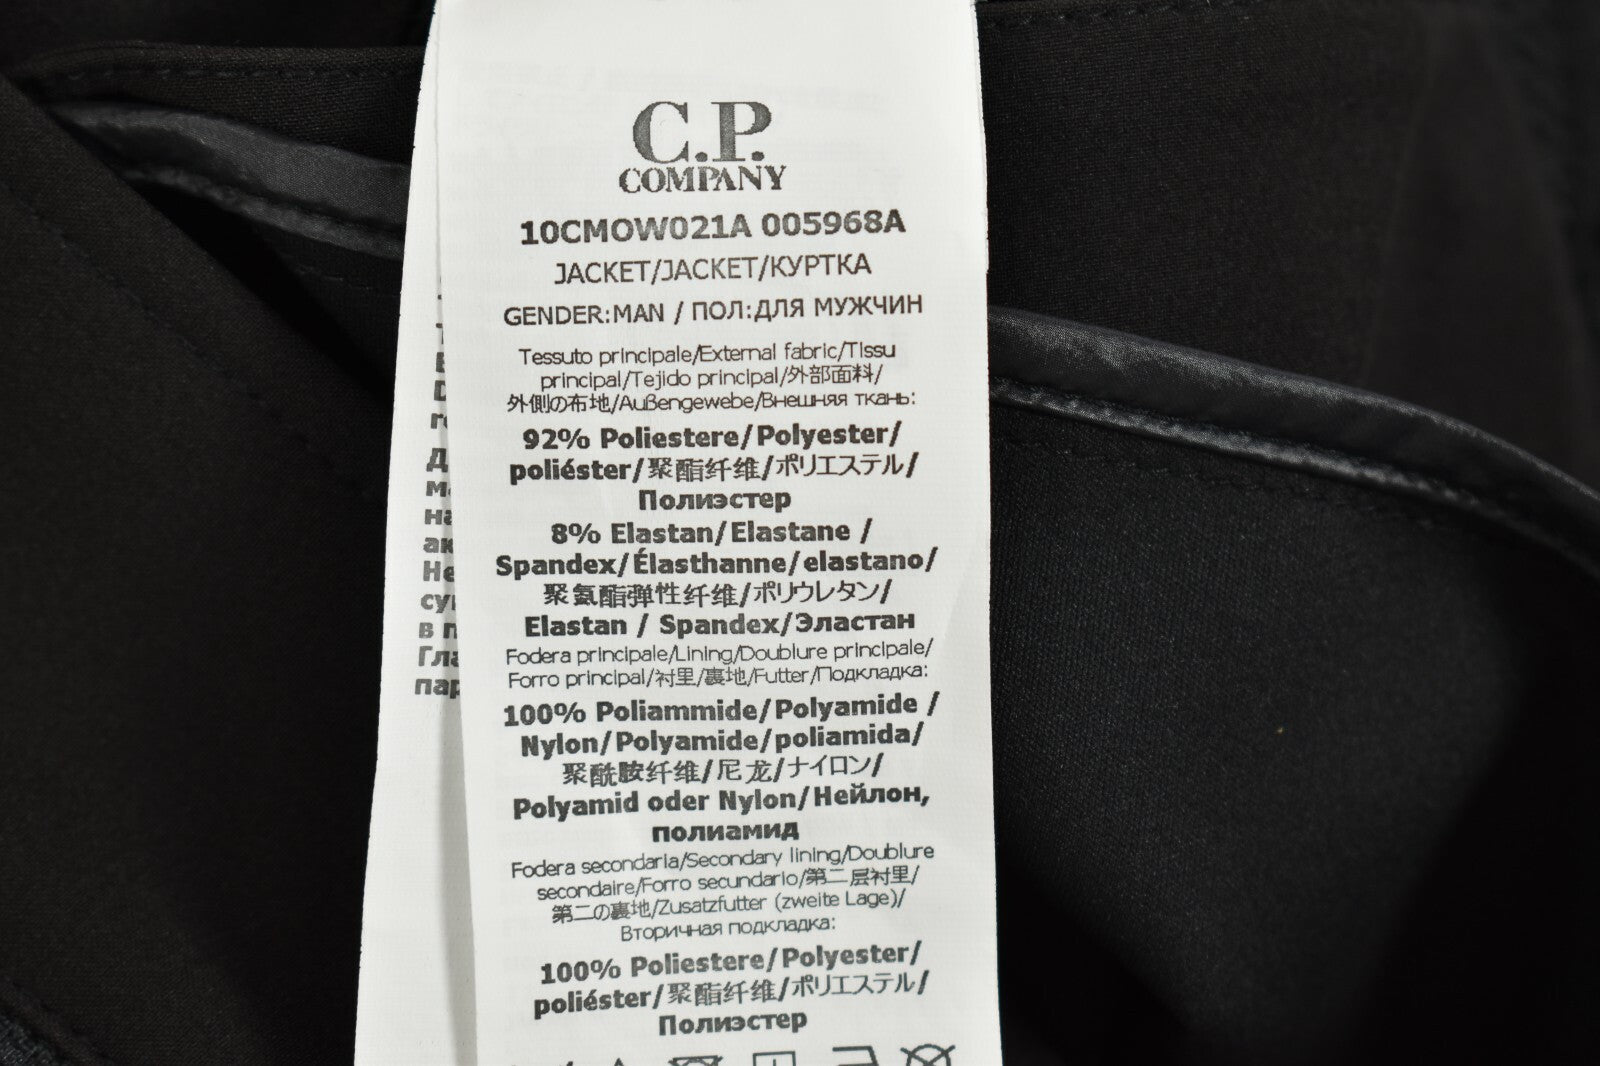 C.P.
COMPANY
10CMOW021A 005968A
JACKET/JACKET/КУРТКА
GENDER:MAN / ПОЛ:ДЛЯ МУЖЧИН
Tessuto principale/External fabric/Tissu
principal/Tejido principal/外部面料/
外側の布地/Außengewebe/Внешняя ткань:
92% Poliestere/Polyester/
poliéster/聚酯纤维/ポリエステル/
Полиэстер
8% Elastan/Elastane /
Spandex/Élasthanne/elastano/
聚氨酯弹性纤维/ポリウレタン/
Elastan / Spandex/Эластан
Fodera principale/Lining/Doublure principale/
Forro principal/衬里/裏地/Futter/Подкладка:
100% Poliammide/Polyamide /
Nylon/Polyamide/poliamida/
聚酰胺纤维/尼龙/ナイロン/
Polyamid oder Nylon/Нейлон,
полиамид
Fodera secondaria/Secondary lining/Doublure
secondaire/Forro secundario/第二层衬里/
第二の裏地/Zusatzfutter (zweite Lage)/
Вторичная подкладка:
100% Poliestere/Polyester/
poliéster/聚酯纤维/ポリエステル/
Полиэстер